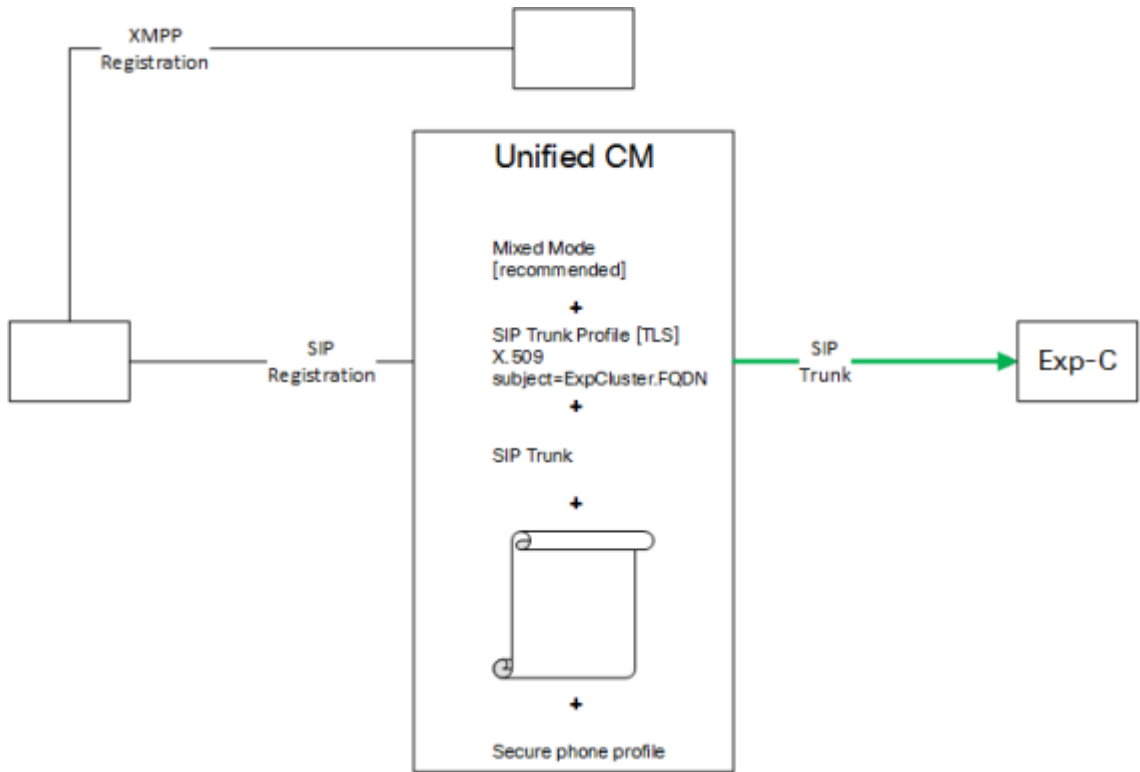 XMPP
Registration
Unified CM
Mixed Mode
[recommended]
+
SIP Trunk Profile [TLS]
X.509
subject=ExpCluster.FQDN
+
SIP Trunk
+
+
Secure phone profile
SIP
Registration
SIP
Trunk
Exp-C